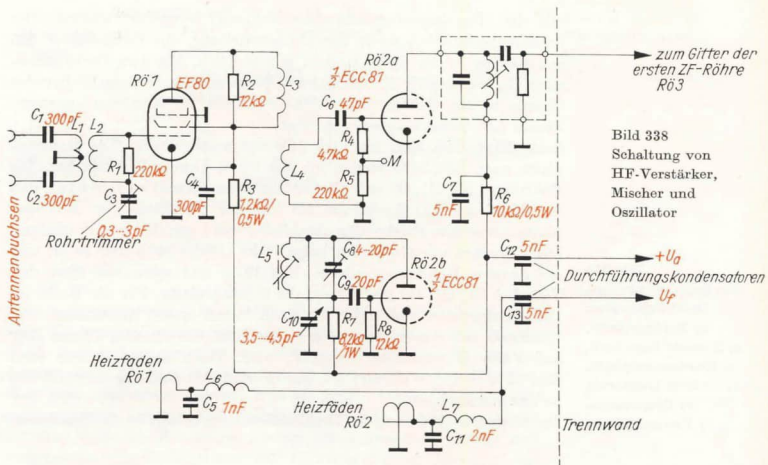 Rö1
EF80
C1 300pF
L1 L2
R1
220kΩ
C2
300pF
C3
0,3...3pF
Rohrtrimmer
Antennenbuchsen
R2
12kΩ
L3
C4
300pF
R3
1,2kΩ/
0,5W
Rö2a
½ECC81
C6 47pF
R4
4,7kΩ
M
R5
220kΩ
L4
C7
5nF
R6
10kΩ/0,5W
zum Gitter der
ersten ZF-Röhre
Rö3
Bild 338
Schaltung von
HF-Verstärker,
Mischer und
Oszillator
L5
C8 4-20pF
Rö2b
C9 20pF
½ECC81
C10
3,5...4,5pF
R7
8,2kΩ
/1W
R8
12kΩ
C12 5nF
+Ua
Durchführungskondensatoren
Uf
C13 5nF
Heizfaden
Rö1
L6
C5 1nF
Heizfäden
Rö2
L7
C11 2nF
Trennwand